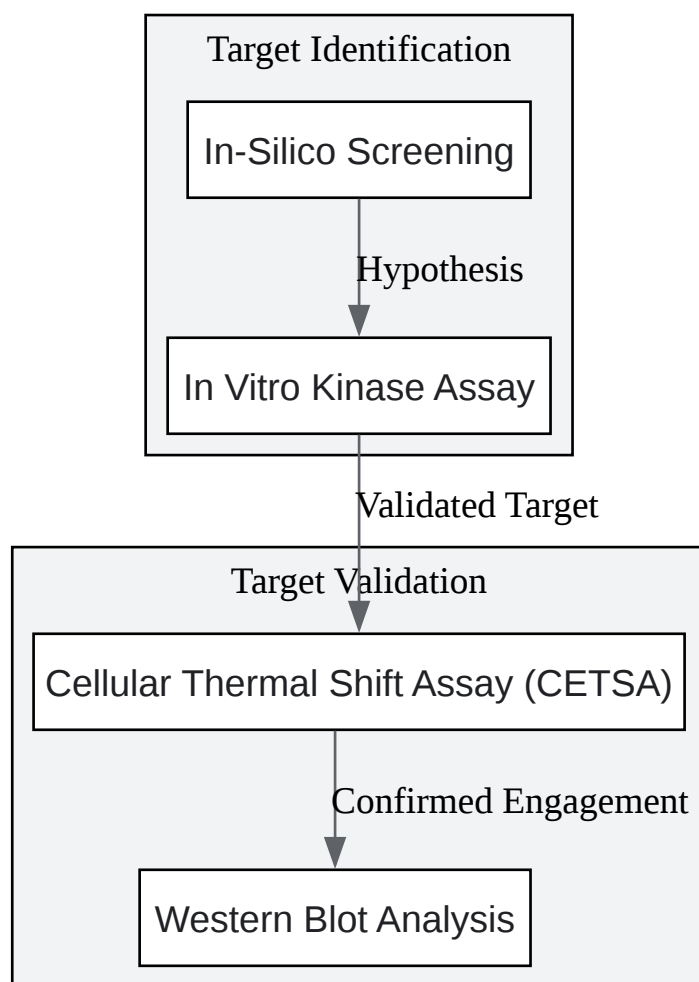 Target Identification
In-Silico Screening
Hypothesis
In Vitro Kinase Assay
Validated Target
Target Validation
Cellular Thermal Shift Assay (CETSA)
Confirmed Engagement
Western Blot Analysis